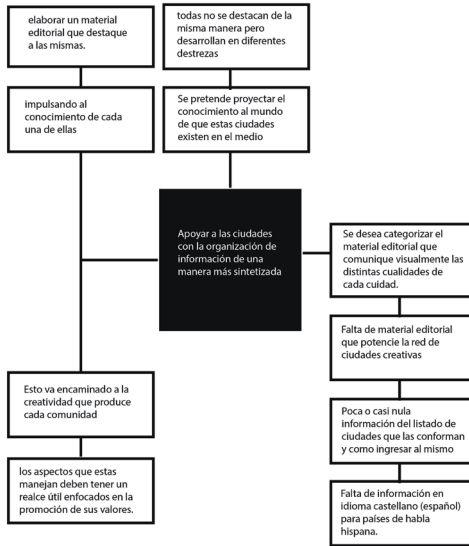 elaborar un material
editorial que destaque
a las mismas.
todas no se destacan de la
misma manera pero
desarrollan en diferentes
destrezas
impulsando al
conocimiento de cada
una de ellas
Se pretende proyectar el
conocimiento al mundo
de que estas ciudades
existen en el medio
Apoyar a las ciudades
con la organización de
información de una
manera más sintetizada
Se desea categorizar el
material editorial que
comunique visualmente las
distintas cualidades de
cada cuidad.
Falta de material editorial
que potencie la red de
ciudades creativas
Esto va encaminado a la
creatividad que produce
cada comunidad
Poca o casi nula
información del listado de
ciudades que las conforman
y como ingresar al mismo
los aspectos que estas
manejan deben tener un
realce útil enfocados en la
promoción de sus valores.
Falta de información en
idioma castellano (español)
para países de habla
hispana.